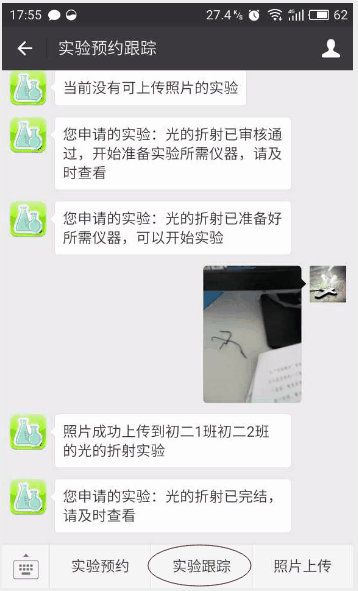 17:55 27.4K/s 4G 62
实验预约跟踪
当前没有可上传照片的实验
您申请的实验：光的折射已审核通
过，开始准备实验所需仪器，请及
时查看
您申请的实验：光的折射已准备好
所需仪器，可以开始实验
照片成功上传到初二1班初二2班
的光的折射实验
您申请的实验：光的折射已完结，
请及时查看
实验预约 实验跟踪 照片上传